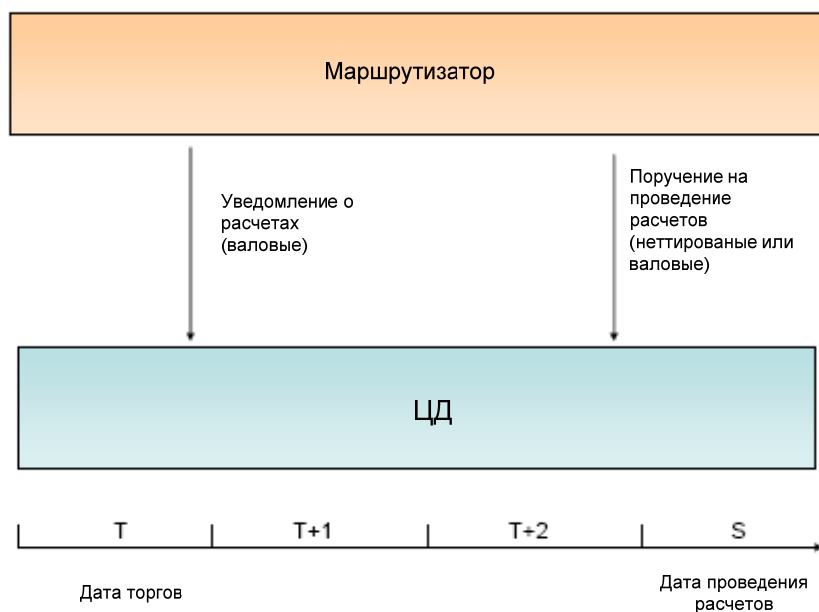 Маршрутизатор
Уведомление о
расчетах
(валовые)
Поручение на
проведение
расчетов
(неттированые или
валовые)
ЦД
T
T+1
T+2
S
Дата торгов
Дата проведения
расчетов